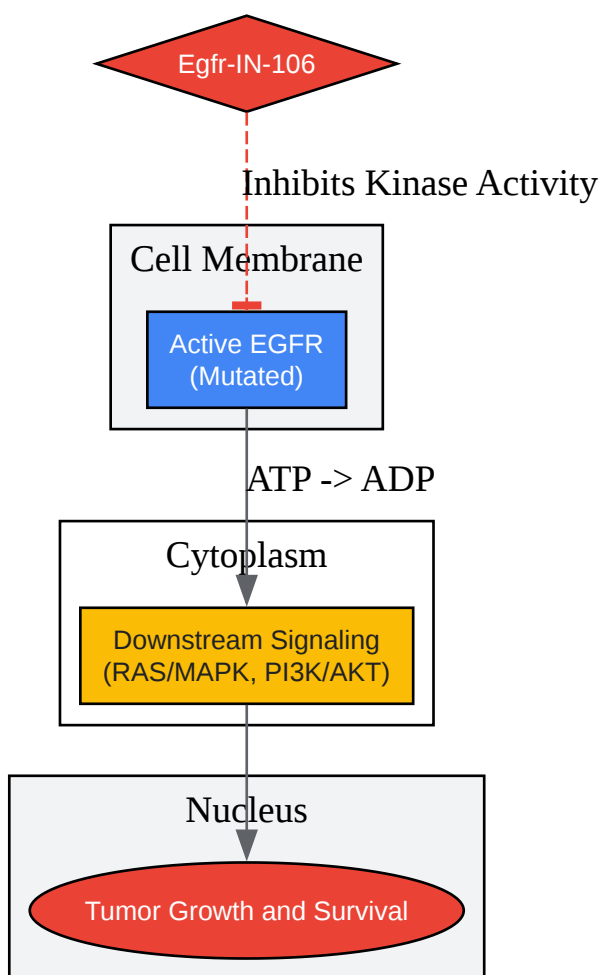 Egfr-IN-106
Inhibits Kinase Activity
Cell Membrane
Active EGFR
(Mutated)
ATP -> ADP
Cytoplasm
Downstream Signaling
(RAS/MAPK, PI3K/AKT)
Nucleus
Tumor Growth and Survival